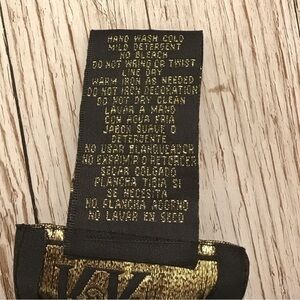 HAND WASH COLD
MILD DETERGENT
NO BLEACH
DO NOT WRING OR TWIST
LINE DRY
WARM IRON AS NEEDED
DO NOT IRON DECORATION
DO NOT DRY CLEAN
LAVAR A MANO
CON AGUA FRIA
JABON SUAVE O
DETERGENTE
NO USAR BLANQUEADOR
NO EXPRIMIR O RETORCER
SECAR COLGADO
PLANCHA TIBIA SI
SE NECESITA
NO PLANCHA ADORNO
NO LAVAR EN SECO